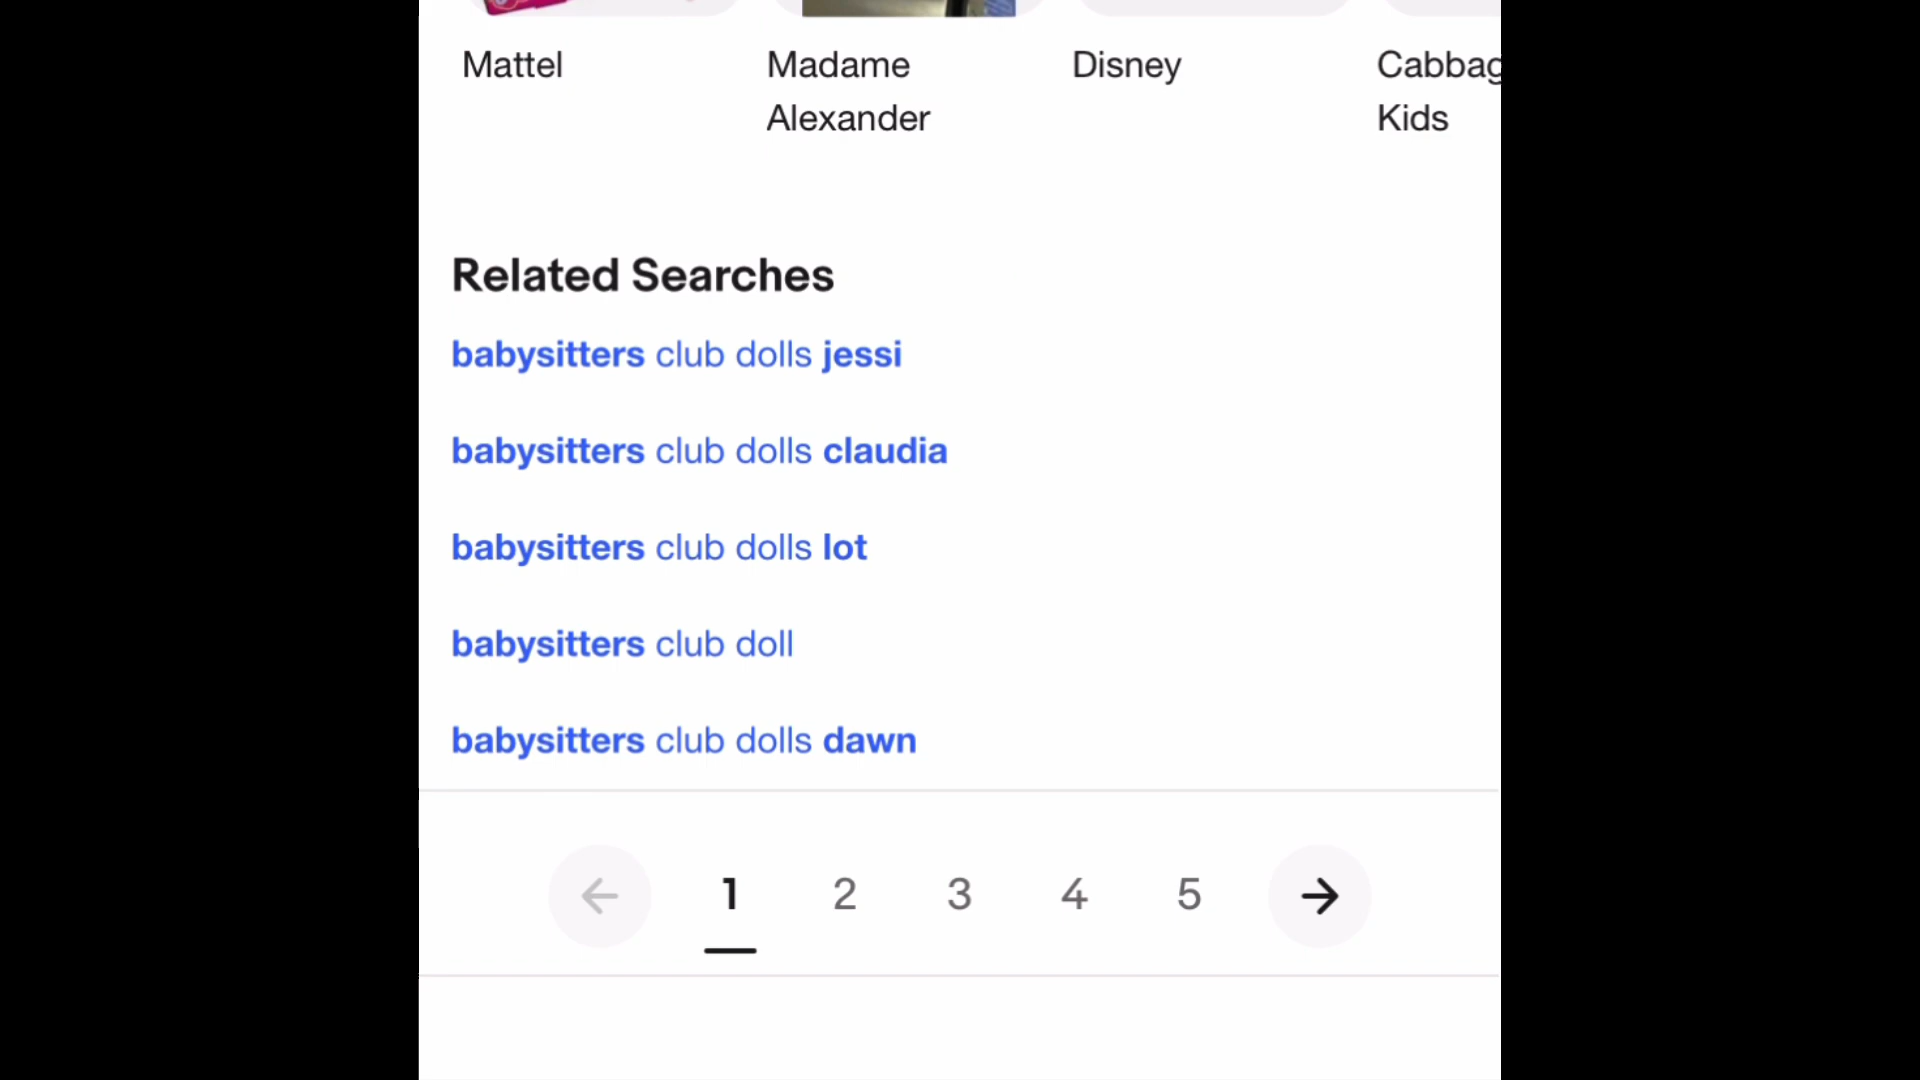 Mattel
Madame
Alexander
Disney
Kids
Related Searches
babysitters club dolls jessi
babysitters club dolls claudia
babysitters club dolls lot
babysitters club doll
babysitters club dolls dawn
1 2 3 4 5